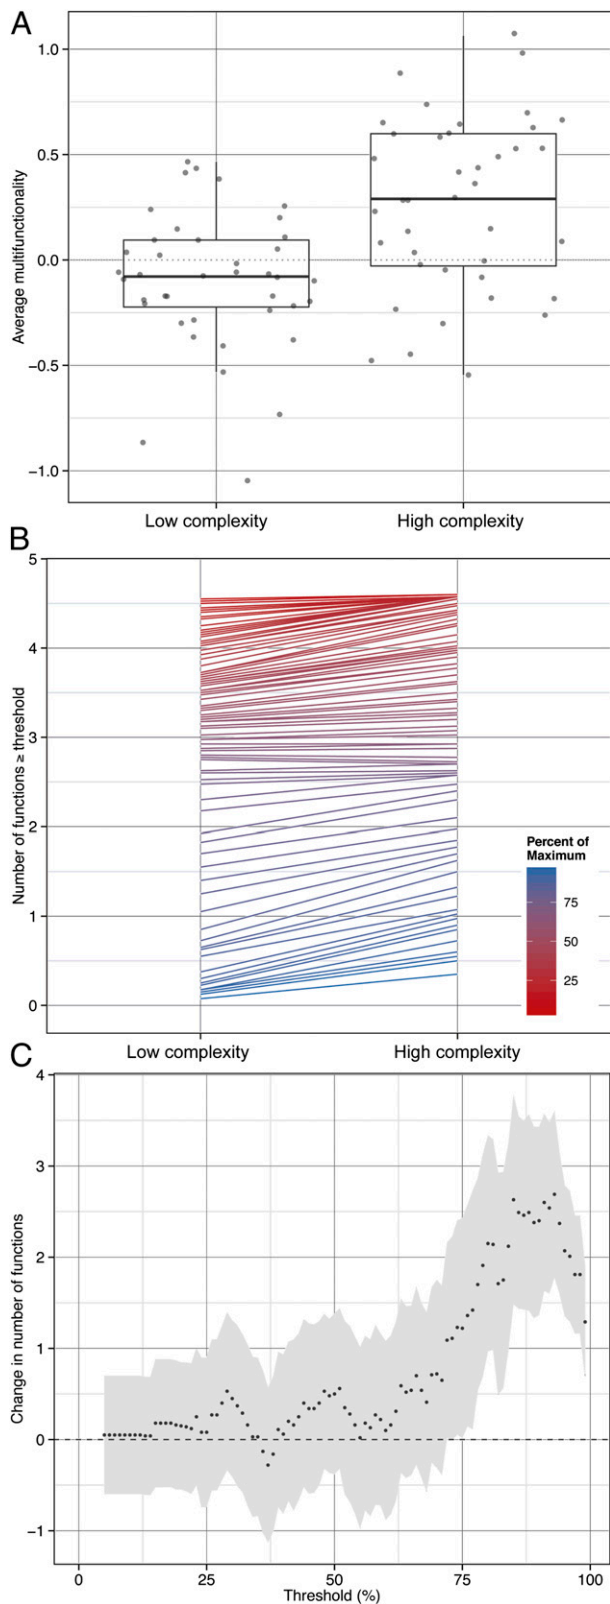 A
1.0
0.5
0.0
−0.5
−1.0
Average multifunctionality
Low complexity
High complexity
B
5
4
3
2
1
0
Number of functions ≥ threshold
Percent of
Maximum
75
50
25
Low complexity
High complexity
C
4
3
2
1
0
−1
Change in number of functions
0
25
50
75
100
Threshold (%)